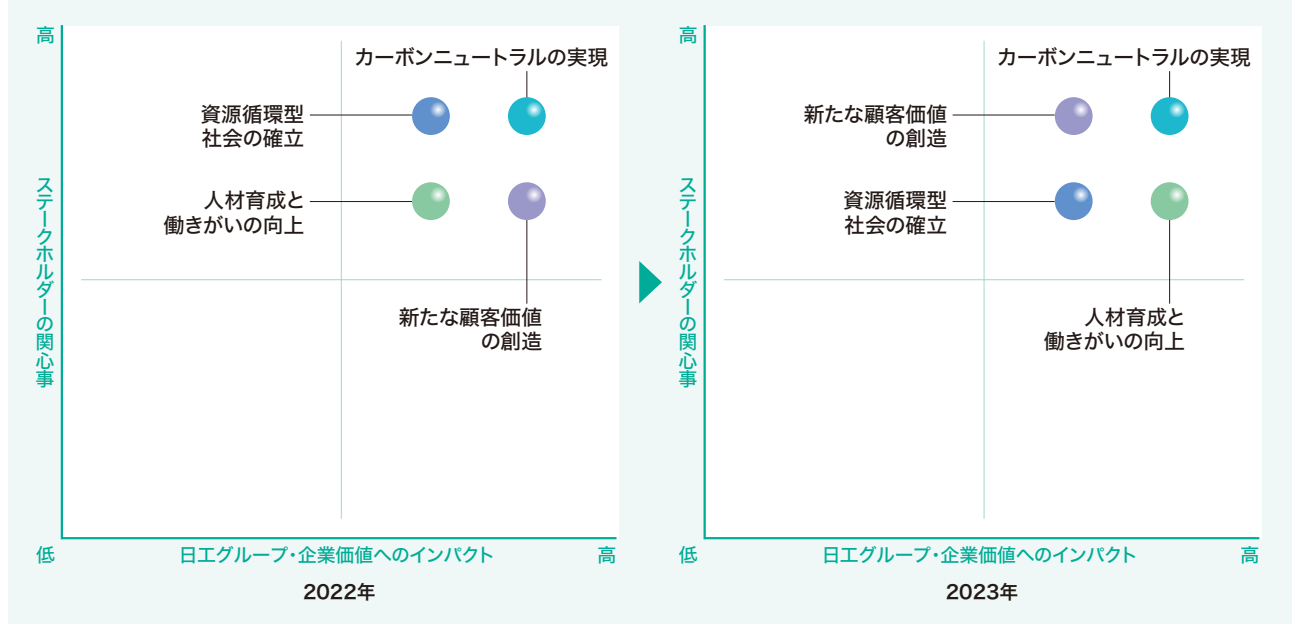 高
カーボンニュートラルの実現
資源循環型
社会の確立
人材育成と
働きがいの向上
新たな顧客価値
の創造
ステークホルダーの関心事
低
日工グループ・企業価値へのインパクト
高
2022年
高
カーボンニュートラルの実現
新たな顧客価値
の創造
資源循環型
社会の確立
人材育成と
働きがいの向上
ステークホルダーの関心事
低
日工グループ・企業価値へのインパクト
高
2023年